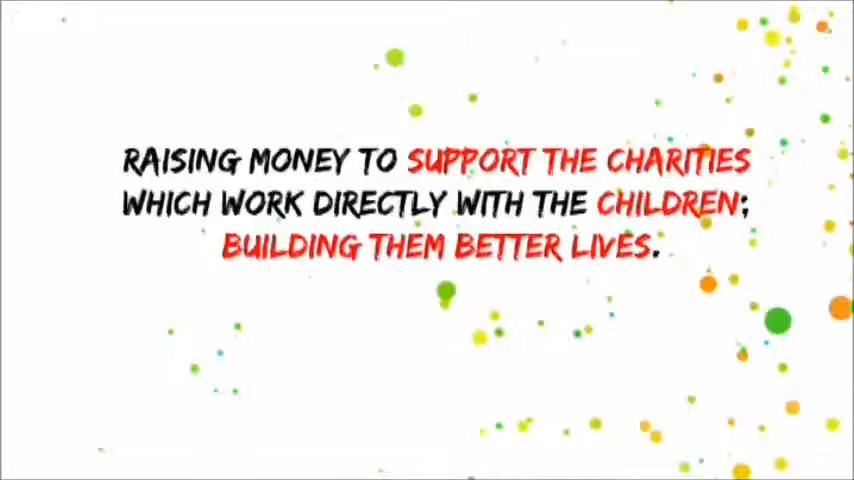 RAISING MONEY TO SUPPORT THE CHARITIES
WHICH WORK DIRECTLY WITH THE CHILDREN;
BUILDING THEM BETTER LIVES.